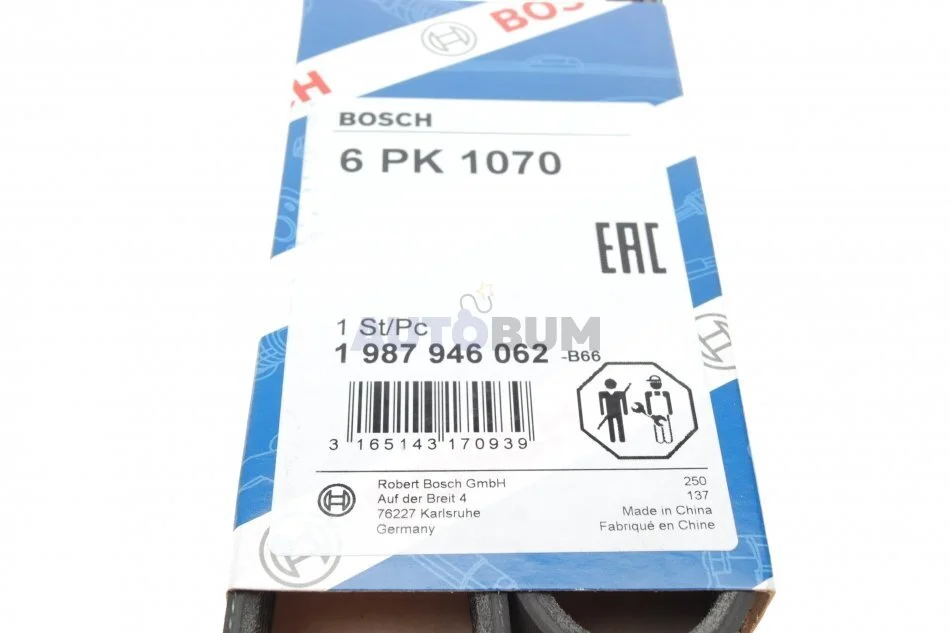 BOSCH
CH
BOSCH
6 PK 1070
EAC
AUTOBUM
1 St/Pc
1 987 946 062 -B66
3 165143 170939
Robert Bosch GmbH
Auf der Breit 4
76227 Karlsruhe
Germany
250
137
Made in China
Fabriqué en Chine